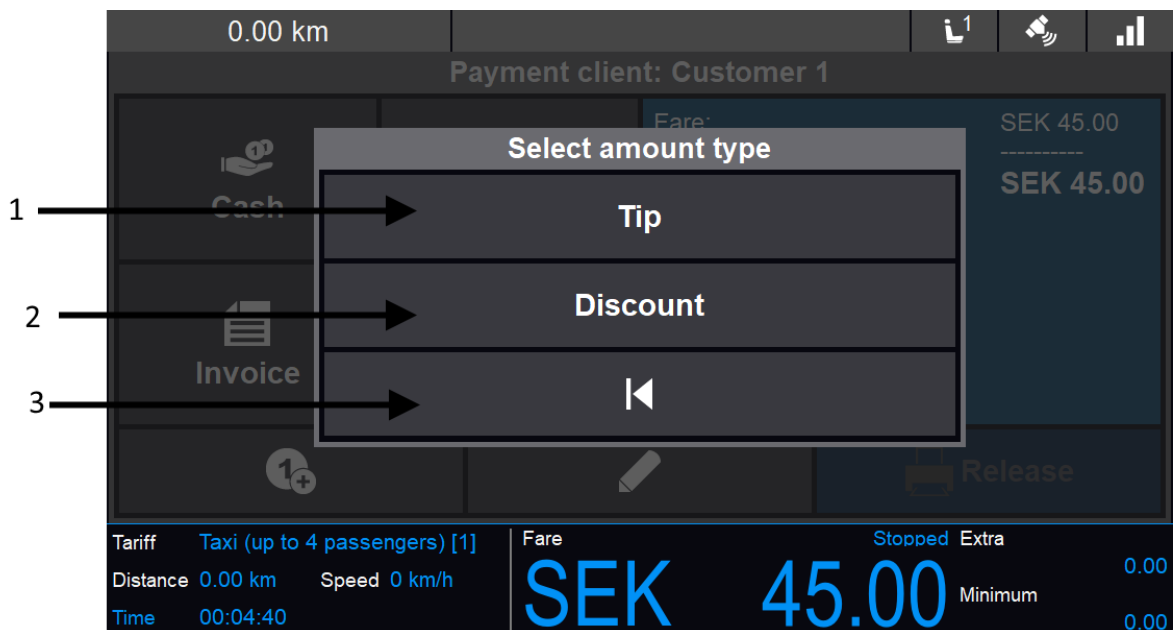 0.00 km
1
Payment client: Customer 1
Fare: SEK 45.00
----------
SEK 45.00
Select amount type
1
Cash
Tip
2
Discount
Invoice
3
1+
Release
Tariff Taxi (up to 4 passengers) [1]
Distance 0.00 km Speed 0 km/h
Time 00:04:40
Fare Stopped
SEK 45.00
Extra
0.00
Minimum
0.00